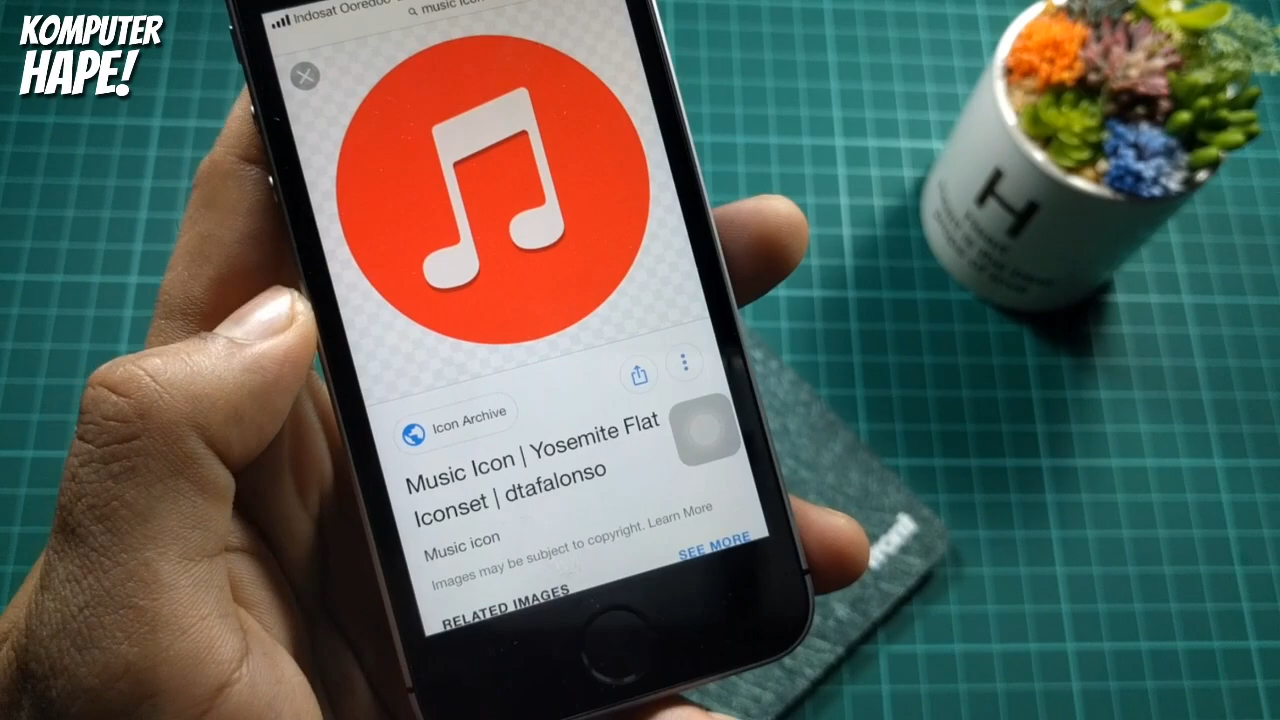 KOMPUTER
HAPE!
Indosat Ooredoo
music icon
Icon Archive
Music Icon | Yosemite Flat
Iconset | dtafalonso
Music icon
Images may be subject to copyright. Learn More
SEE MORE
RELATED IMAGES
H